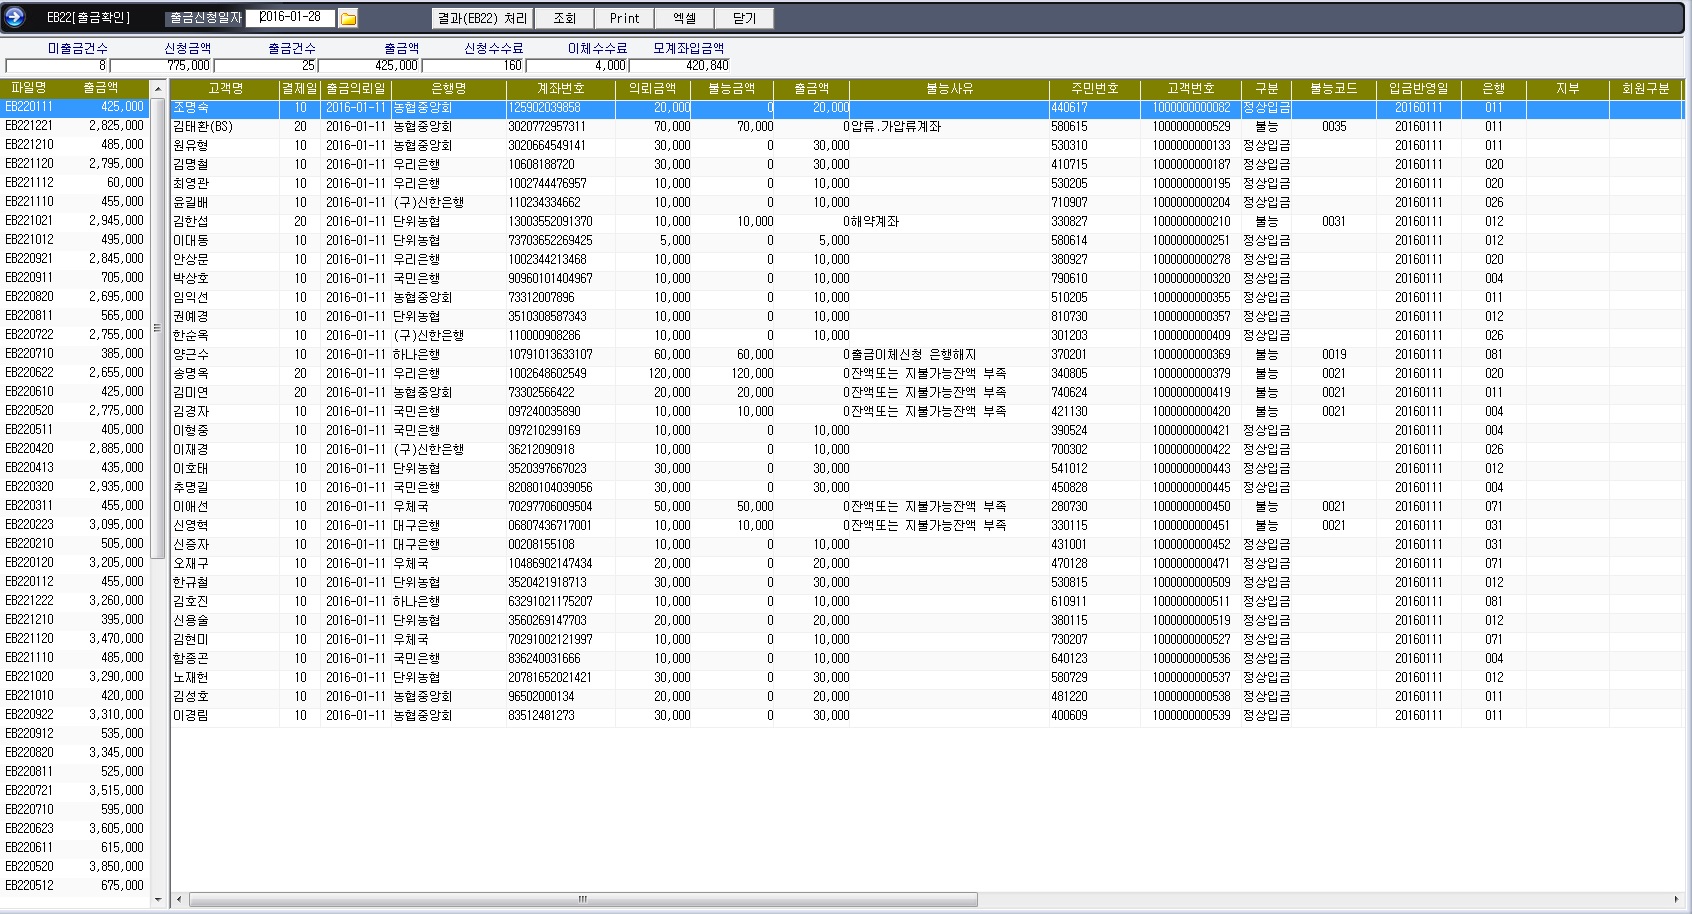 EB22[출금확인] 출금신청일자 2016-01-28 결과(EB22) 처리 조회 Print 엑셀 닫기
미출금건수 신청금액 출금건수 출금액 신청수수료 이체수수료 모계좌입금액
8 775,000 25 425,000 160 4,000 420,840
파일명 출금액
EB220111 425,000
EB221221 2,825,000
EB221210 485,000
EB221120 2,795,000
EB221112 60,000
EB221110 455,000
EB221021 2,945,000
EB221012 495,000
EB220921 2,845,000
EB220911 705,000
EB220820 2,695,000
EB220811 565,000
EB220722 2,755,000
EB220710 385,000
EB220622 2,655,000
EB220610 425,000
EB220520 2,775,000
EB220511 405,000
EB220420 2,885,000
EB220413 435,000
EB220320 2,935,000
EB220311 455,000
EB220223 3,095,000
EB220210 505,000
EB220120 3,205,000
EB220112 455,000
EB221222 3,260,000
EB221210 395,000
EB221120 3,470,000
EB221110 485,000
EB221020 3,290,000
EB221010 420,000
EB220922 3,310,000
EB220912 535,000
EB220820 3,345,000
EB220811 525,000
EB220721 3,515,000
EB220710 595,000
EB220623 3,605,000
EB220611 615,000
EB220520 3,850,000
EB220512 675,000
고객명 결제일 출금의뢰일 은행명 계좌번호 의뢰금액 불능금액 출금액 불능사유 주민번호 고객번호 구분 불능코드 입금반영일 은행 지부 회원구분
조명숙 10 2016-01-11 농협중앙회 125902039858 20,000 0 20,000 440617 1000000000082 정상입금 20160111 011
김태환(BS) 20 2016-01-11 농협중앙회 3020772957311 70,000 70,000 0 압류.가압류계좌 580615 1000000000529 불능 0035 20160111 011
원유형 10 2016-01-11 농협중앙회 3020664549141 30,000 0 30,000 530310 1000000000133 정상입금 20160111 011
김명철 10 2016-01-11 우리은행 10608188720 30,000 0 30,000 410715 1000000000187 정상입금 20160111 020
최영관 10 2016-01-11 우리은행 1002744476957 10,000 0 10,000 530205 1000000000195 정상입금 20160111 020
윤길배 10 2016-01-11 (구)신한은행 110234334662 10,000 0 10,000 710907 1000000000204 정상입금 20160111 026
김한섭 20 2016-01-11 단위농협 13003552091370 10,000 10,000 0 해약계좌 330827 1000000000210 불능 0031 20160111 012
이대동 10 2016-01-11 단위농협 73703652269425 5,000 0 5,000 580614 1000000000251 정상입금 20160111 012
안상문 10 2016-01-11 우리은행 1002344213468 10,000 0 10,000 380927 1000000000278 정상입금 20160111 020
박상호 10 2016-01-11 국민은행 90960101404967 10,000 0 10,000 790610 1000000000320 정상입금 20160111 004
임익선 10 2016-01-11 농협중앙회 73312007896 10,000 0 10,000 510205 1000000000355 정상입금 20160111 011
권예경 10 2016-01-11 단위농협 3510308587343 10,000 0 10,000 810730 1000000000357 정상입금 20160111 012
한순옥 10 2016-01-11 (구)신한은행 110000908286 10,000 0 10,000 301203 1000000000409 정상입금 20160111 026
양근수 10 2016-01-11 하나은행 10791013633107 60,000 60,000 0 출금이체신청 은행해지 370201 1000000000369 불능 0019 20160111 081
송명옥 20 2016-01-11 우리은행 1002648602549 120,000 120,000 0 잔액또는 지불가능잔액 부족 340805 1000000000379 불능 0021 20160111 020
김미연 20 2016-01-11 농협중앙회 73302566422 20,000 20,000 0 잔액또는 지불가능잔액 부족 740624 1000000000419 불능 0021 20160111 011
김경자 10 2016-01-11 국민은행 097240035890 10,000 10,000 0 잔액또는 지불가능잔액 부족 421130 1000000000420 불능 0021 20160111 004
이형중 10 2016-01-11 국민은행 097210299169 10,000 0 10,000 390524 1000000000421 정상입금 20160111 004
이재경 10 2016-01-11 (구)신한은행 36212090918 10,000 0 10,000 700302 1000000000422 정상입금 20160111 026
이호태 10 2016-01-11 단위농협 3520397667023 30,000 0 30,000 541012 1000000000443 정상입금 20160111 012
추명길 10 2016-01-11 국민은행 82080104039056 30,000 0 30,000 450828 1000000000445 정상입금 20160111 004
이애선 10 2016-01-11 우체국 70297706009504 50,000 50,000 0 잔액또는 지불가능잔액 부족 280730 1000000000450 불능 0021 20160111 071
신영혁 10 2016-01-11 대구은행 06807436717001 10,000 10,000 0 잔액또는 지불가능잔액 부족 330115 1000000000451 불능 0021 20160111 031
신증자 10 2016-01-11 대구은행 00208155108 10,000 0 10,000 431001 1000000000452 정상입금 20160111 031
오재구 10 2016-01-11 우체국 10486902147434 20,000 0 20,000 470128 1000000000471 정상입금 20160111 071
한규철 10 2016-01-11 단위농협 3520421918713 30,000 0 30,000 530815 1000000000509 정상입금 20160111 012
김호진 10 2016-01-11 하나은행 63291021175207 10,000 0 10,000 610911 1000000000511 정상입금 20160111 081
신용술 10 2016-01-11 단위농협 3560269147703 20,000 0 20,000 380115 1000000000519 정상입금 20160111 012
김현미 10 2016-01-11 우체국 70291002121997 10,000 0 10,000 730207 1000000000527 정상입금 20160111 071
함종곤 10 2016-01-11 국민은행 836240031666 10,000 0 10,000 640123 1000000000536 정상입금 20160111 004
노재헌 10 2016-01-11 단위농협 20781652021421 30,000 0 30,000 580729 1000000000537 정상입금 20160111 012
김성호 10 2016-01-11 농협중앙회 96502000134 20,000 0 20,000 481220 1000000000538 정상입금 20160111 011
이경림 10 2016-01-11 농협중앙회 83512481273 30,000 0 30,000 400609 1000000000539 정상입금 20160111 011